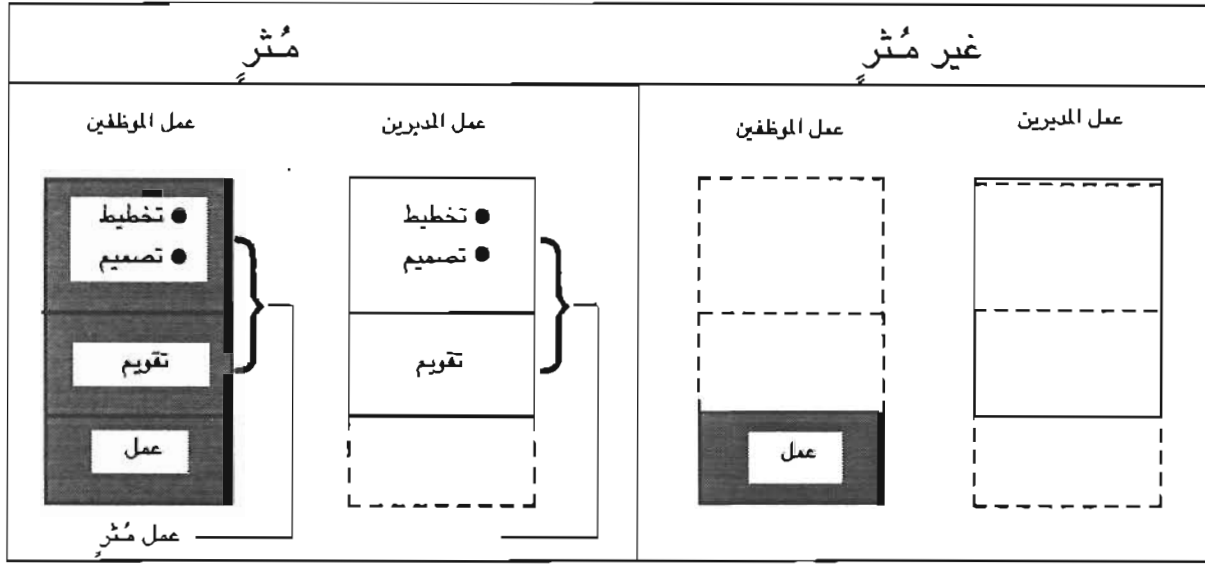 غير مُثرٍ
مُثرٍ
عمل المديرين
عمل الموظفين
عمل المديرين
عمل الموظفين
● تخطيط
● تصميم
تقويم
● تخطيط
● تصميم
تقويم
عمل
عمل
عمل مُثرٍ